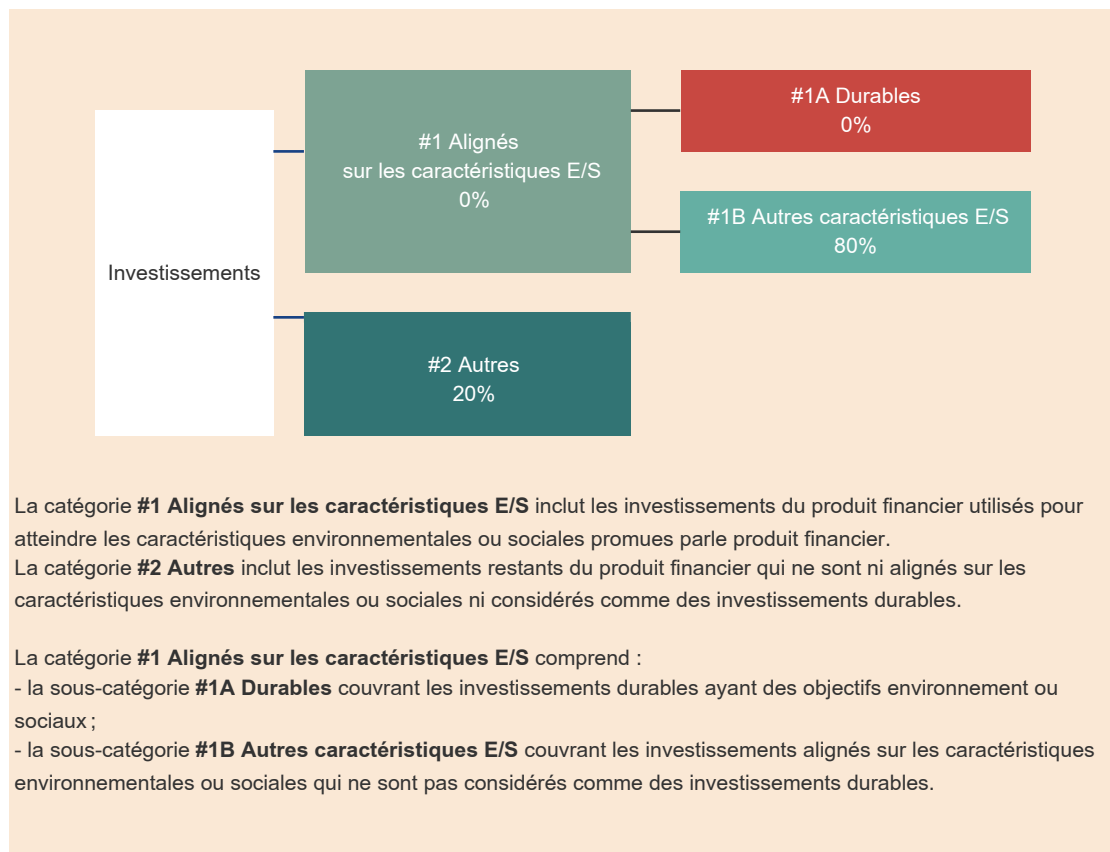 #1A Durables
0%
#1 Alignés
sur les caractéristiques E/S
0%
#1B Autres caractéristiques E/S
80%
Investissements
#2 Autres
20%
La catégorie #1 Alignés sur les caractéristiques E/S inclut les investissements du produit financier utilisés pour
atteindre les caractéristiques environnementales ou sociales promues parle produit financier.
La catégorie #2 Autres inclut les investissements restants du produit financier qui ne sont ni alignés sur les
caractéristiques environnementales ou sociales ni considérés comme des investissements durables.
La catégorie #1 Alignés sur les caractéristiques E/S comprend :
- la sous-catégorie #1A Durables couvrant les investissements durables ayant des objectifs environnement ou
sociaux ;
- la sous-catégorie #1B Autres caractéristiques E/S couvrant les investissements alignés sur les caractéristiques
environnementales ou sociales qui ne sont pas considérés comme des investissements durables.